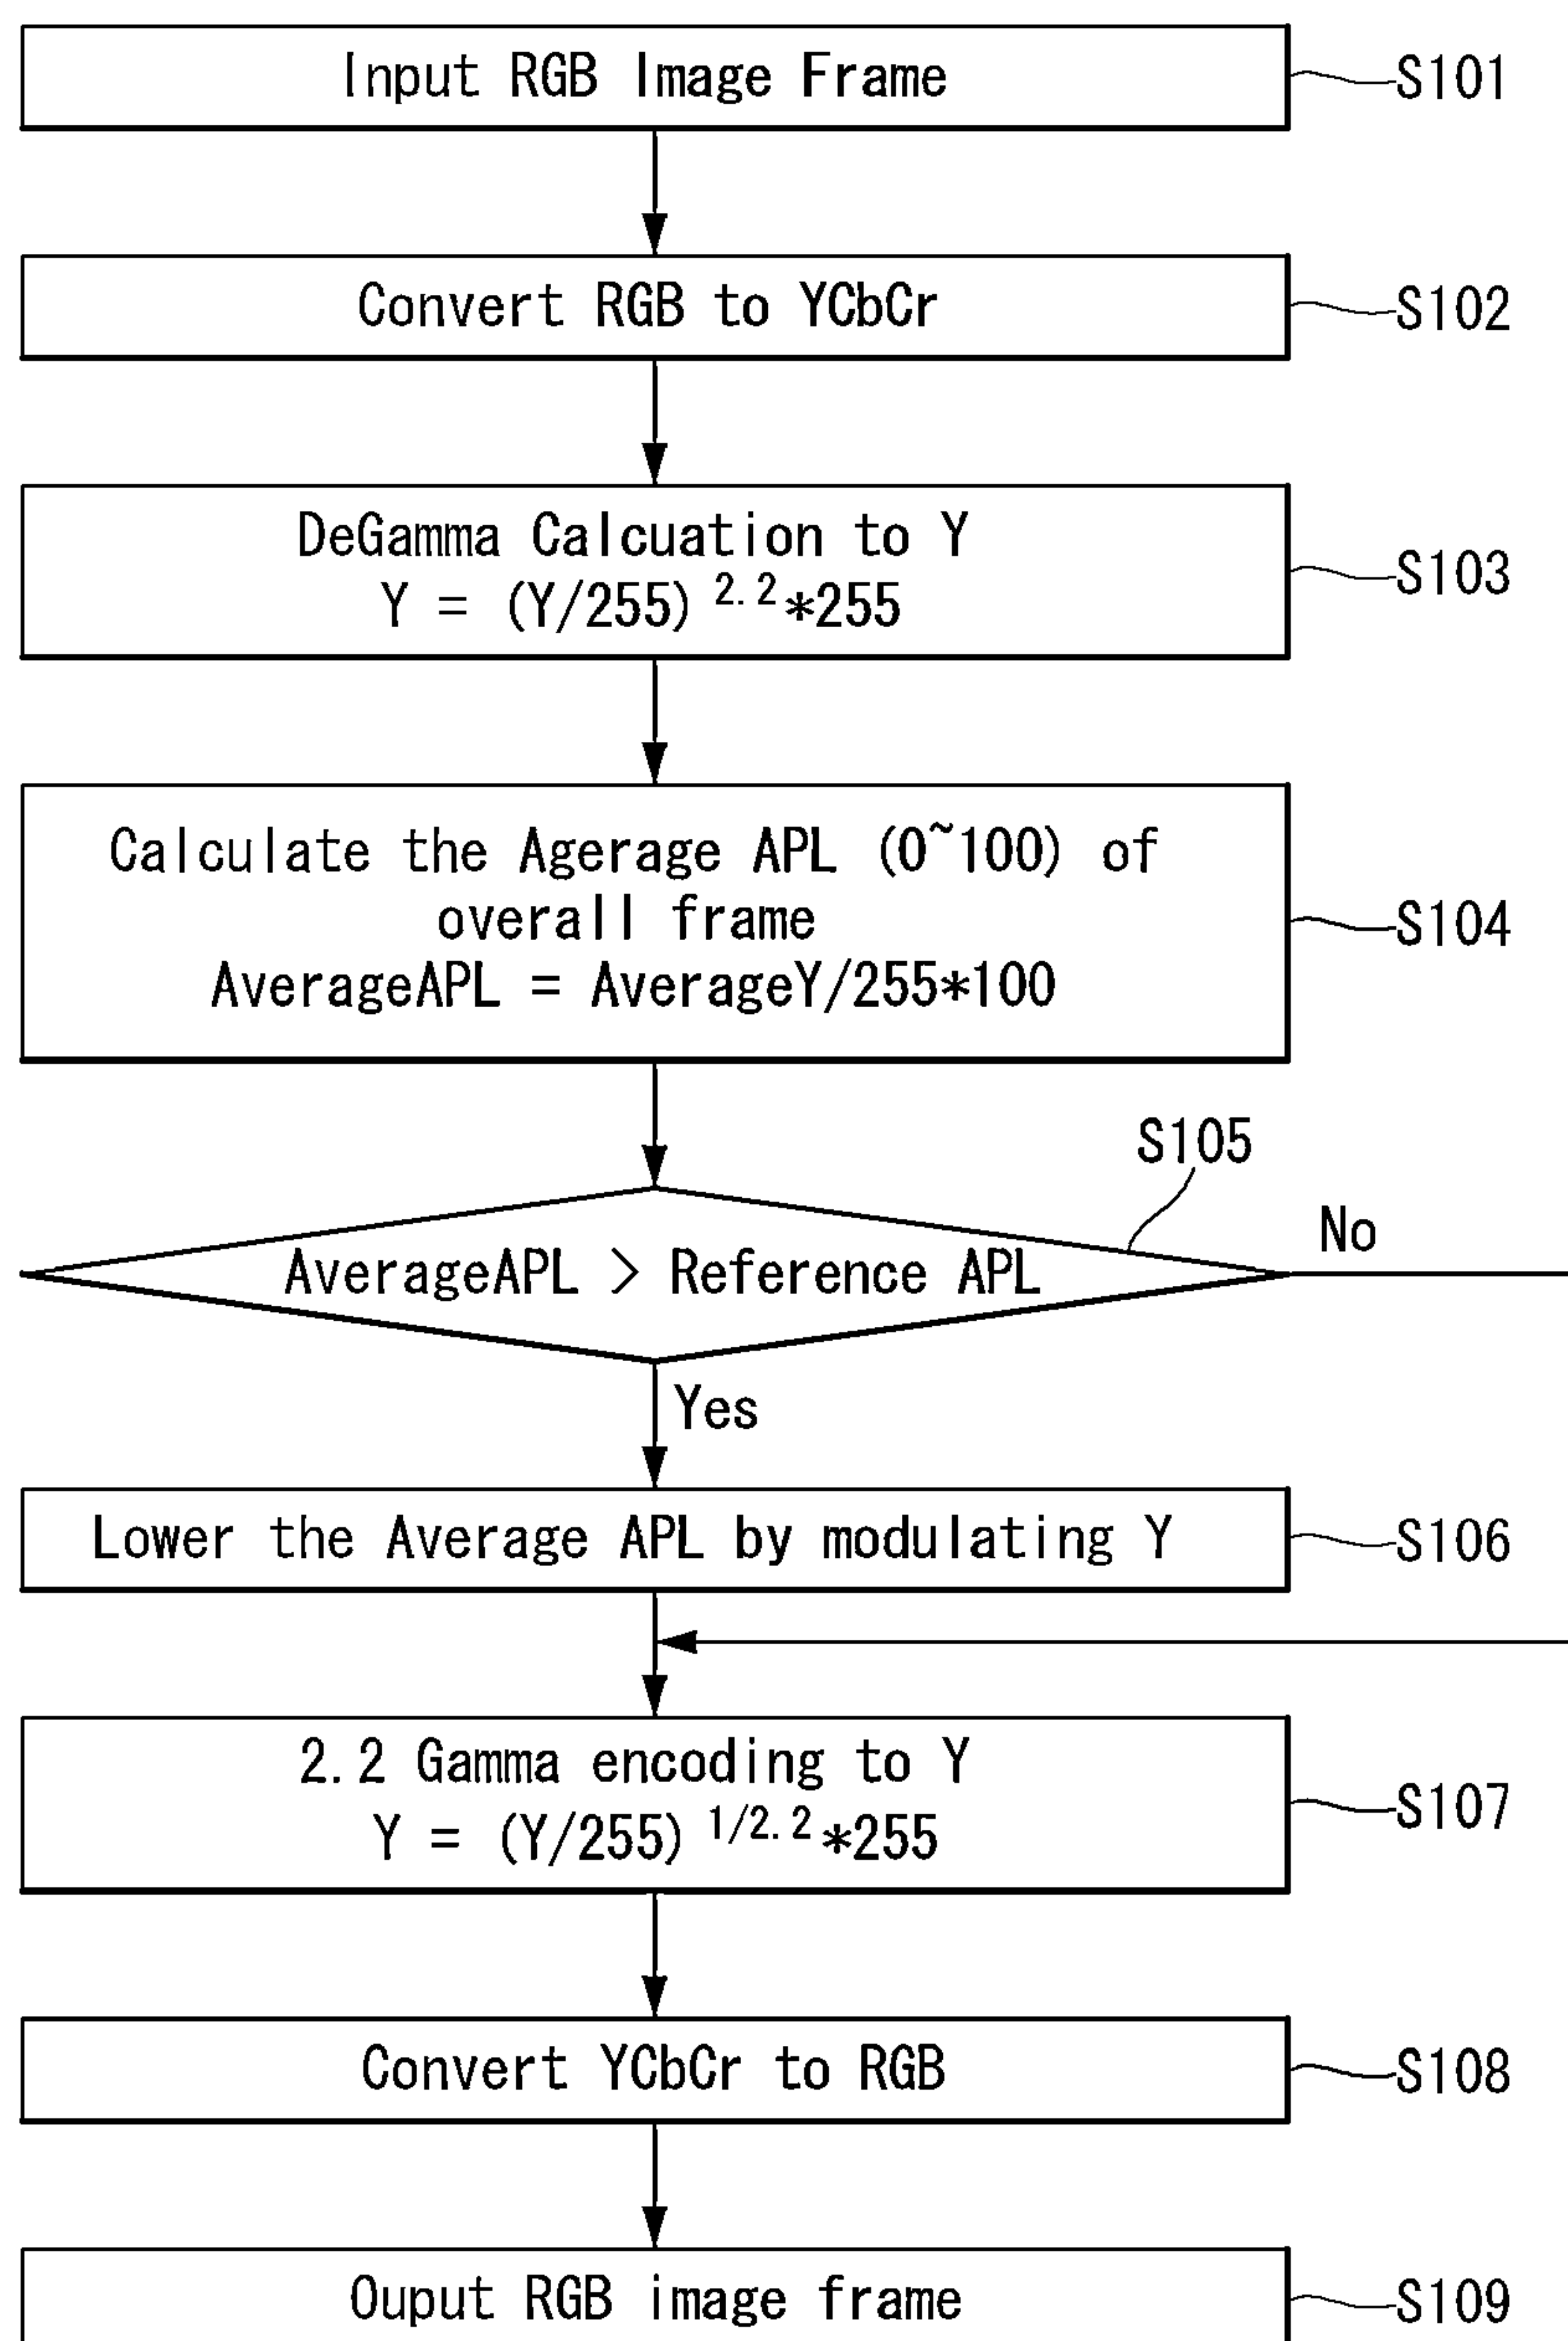 Input RGB Image Frame
S101
Convert RGB to YCbCr
S102
DeGamma Calcuation to Y
Y = (Y/255) ^2.2 *255
S103
Calculate the Agerage APL (0~100) of
overall frame
AverageAPL = AverageY/255*100
S104
S105
AverageAPL > Reference APL
No
Yes
Lower the Average APL by modulating Y
S106
2.2 Gamma encoding to Y
Y = (Y/255) ^1/2.2 *255
S107
Convert YCbCr to RGB
S108
Ouput RGB image frame
S109